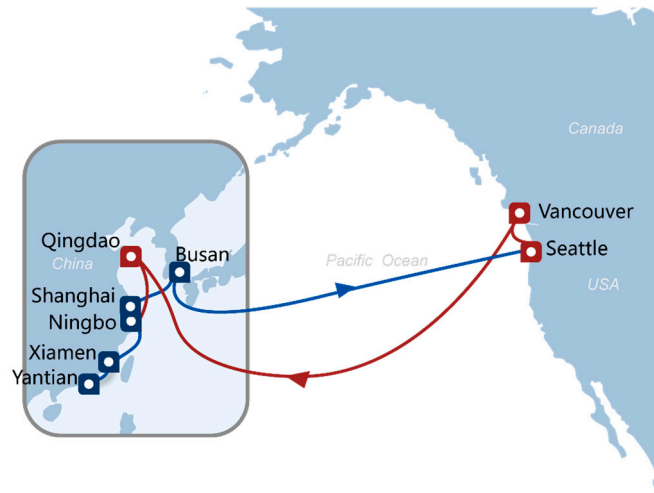 Canada
Vancouver
Qingdao
Busan
Seattle
China
Pacific Ocean
USA
Shanghai
Ningbo
Xiamen
Yantian